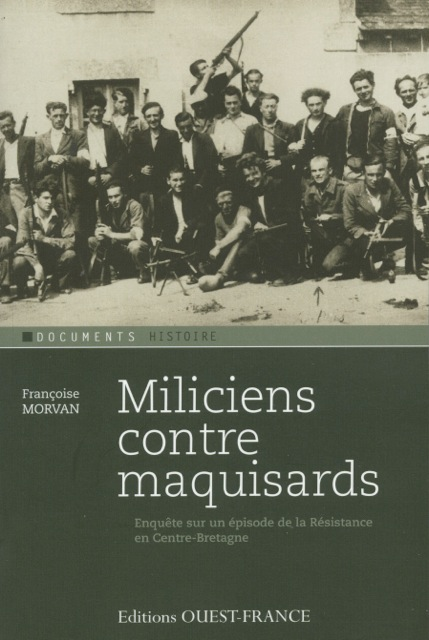 DOCUMENTS HISTOIRE
Françoise
MORVAN
Miliciens
contre
maquisards
Enquête sur un épisode de la Résistance
en Centre-Bretagne
Editions OUEST-FRANCE